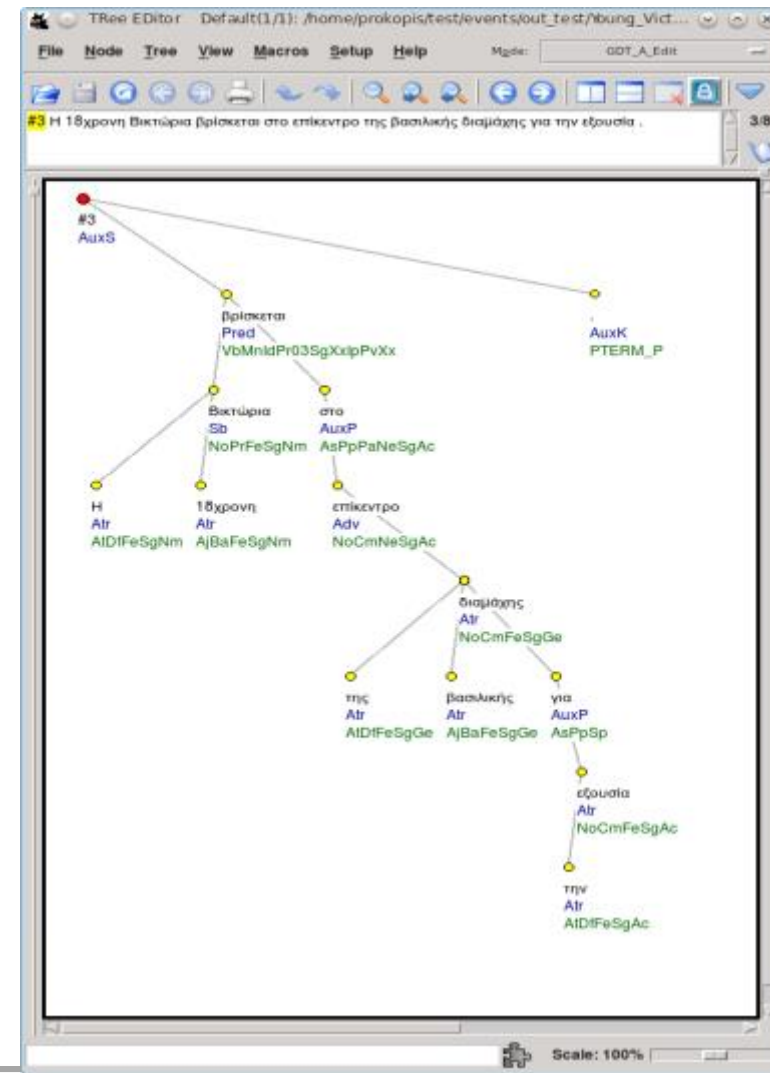 TRee EDitor Default(1/1): /home/prokopis/test/events/out_test/Young_Vict...
File Node Tree View Macros Setup Help Mode: GDT_A_Edit
#3 Η 18χρονη Βικτώρια βρίσκεται στο επίκεντρο της βασιλικής διαμάχης για την εξουσία .
3/8
#3
AuxS
βρίσκεται
Pred
VbMnIdPr03SgXxIpPvXx
.
AuxK
PTERM_P
Βικτώρια στο
Sb AuxP
NoPrFeSgNm AsPpPaNeSgAc
Η 18χρονη επίκεντρο
Atr Atr Adv
AtDfFeSgNm AjBaFeSgNm NoCmNeSgAc
διαμάχης
Atr
NoCmFeSgGe
της βασιλικής για
Atr Atr AuxP
AtDfFeSgGe AjBaFeSgGe AsPpSp
εξουσία
Atr
NoCmFeSgAc
την
Atr
AtDfFeSgAc
Scale: 100%